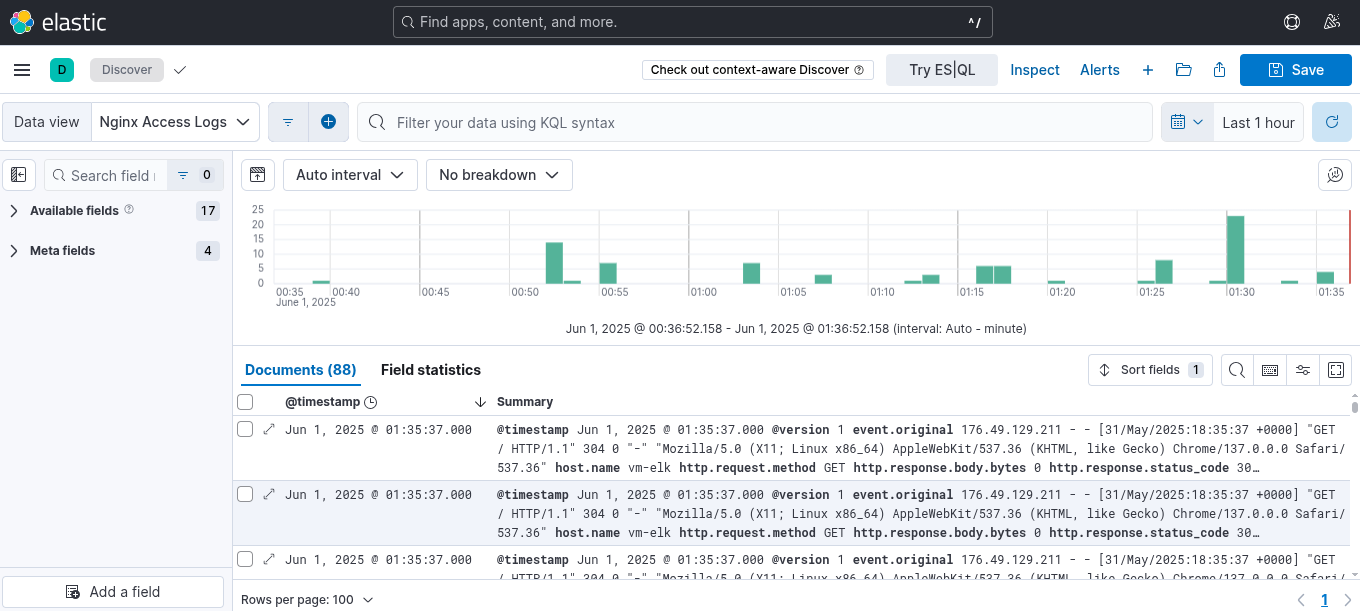 elastic
Find apps, content, and more.
^/
D
Discover
Check out context-aware Discover
Try ES|QL
Inspect
Alerts
Save
Data view
Nginx Access Logs
Filter your data using KQL syntax
Last 1 hour
Search field
0
Auto interval
No breakdown
Available fields
17
Meta fields
4
25
20
15
10
5
0
00:35
00:40
00:45
00:50
00:55
01:00
01:05
01:10
01:15
01:20
01:25
01:30
01:35
June 1, 2025
Jun 1, 2025 @ 00:36:52.158 - Jun 1, 2025 @ 01:36:52.158 (interval: Auto - minute)
Documents (88)
Field statistics
Sort fields 1
@timestamp
Summary
Jun 1, 2025 @ 01:35:37.000
@timestamp Jun 1, 2025 @ 01:35:37.000 @version 1 event.original 176.49.129.211 - - [31/May/2025:18:35:37 +0000] "GET
/ HTTP/1.1" 304 0 "-" "Mozilla/5.0 (X11; Linux x86_64) AppleWebKit/537.36 (KHTML, like Gecko) Chrome/137.0.0.0 Safari/
537.36" host.name vm-elk http.request.method GET http.response.body.bytes 0 http.response.status_code 30…
Jun 1, 2025 @ 01:35:37.000
@timestamp Jun 1, 2025 @ 01:35:37.000 @version 1 event.original 176.49.129.211 - - [31/May/2025:18:35:37 +0000] "GET
/ HTTP/1.1" 304 0 "-" "Mozilla/5.0 (X11; Linux x86_64) AppleWebKit/537.36 (KHTML, like Gecko) Chrome/137.0.0.0 Safari/
537.36" host.name vm-elk http.request.method GET http.response.body.bytes 0 http.response.status_code 30…
Jun 1, 2025 @ 01:35:37.000
@timestamp Jun 1, 2025 @ 01:35:37.000 @version 1 event.original 176.49.129.211 - - [31/May/2025:18:35:37 +0000] "GET
/ HTTP/1.1" 304 0 "-" "Mozilla/5.0 (X11; Linux x86_64) AppleWebKit/537.36 (KHTML, like Gecko) Chrome/137.0.0.0 Safari/
Add a field
Rows per page: 100
1